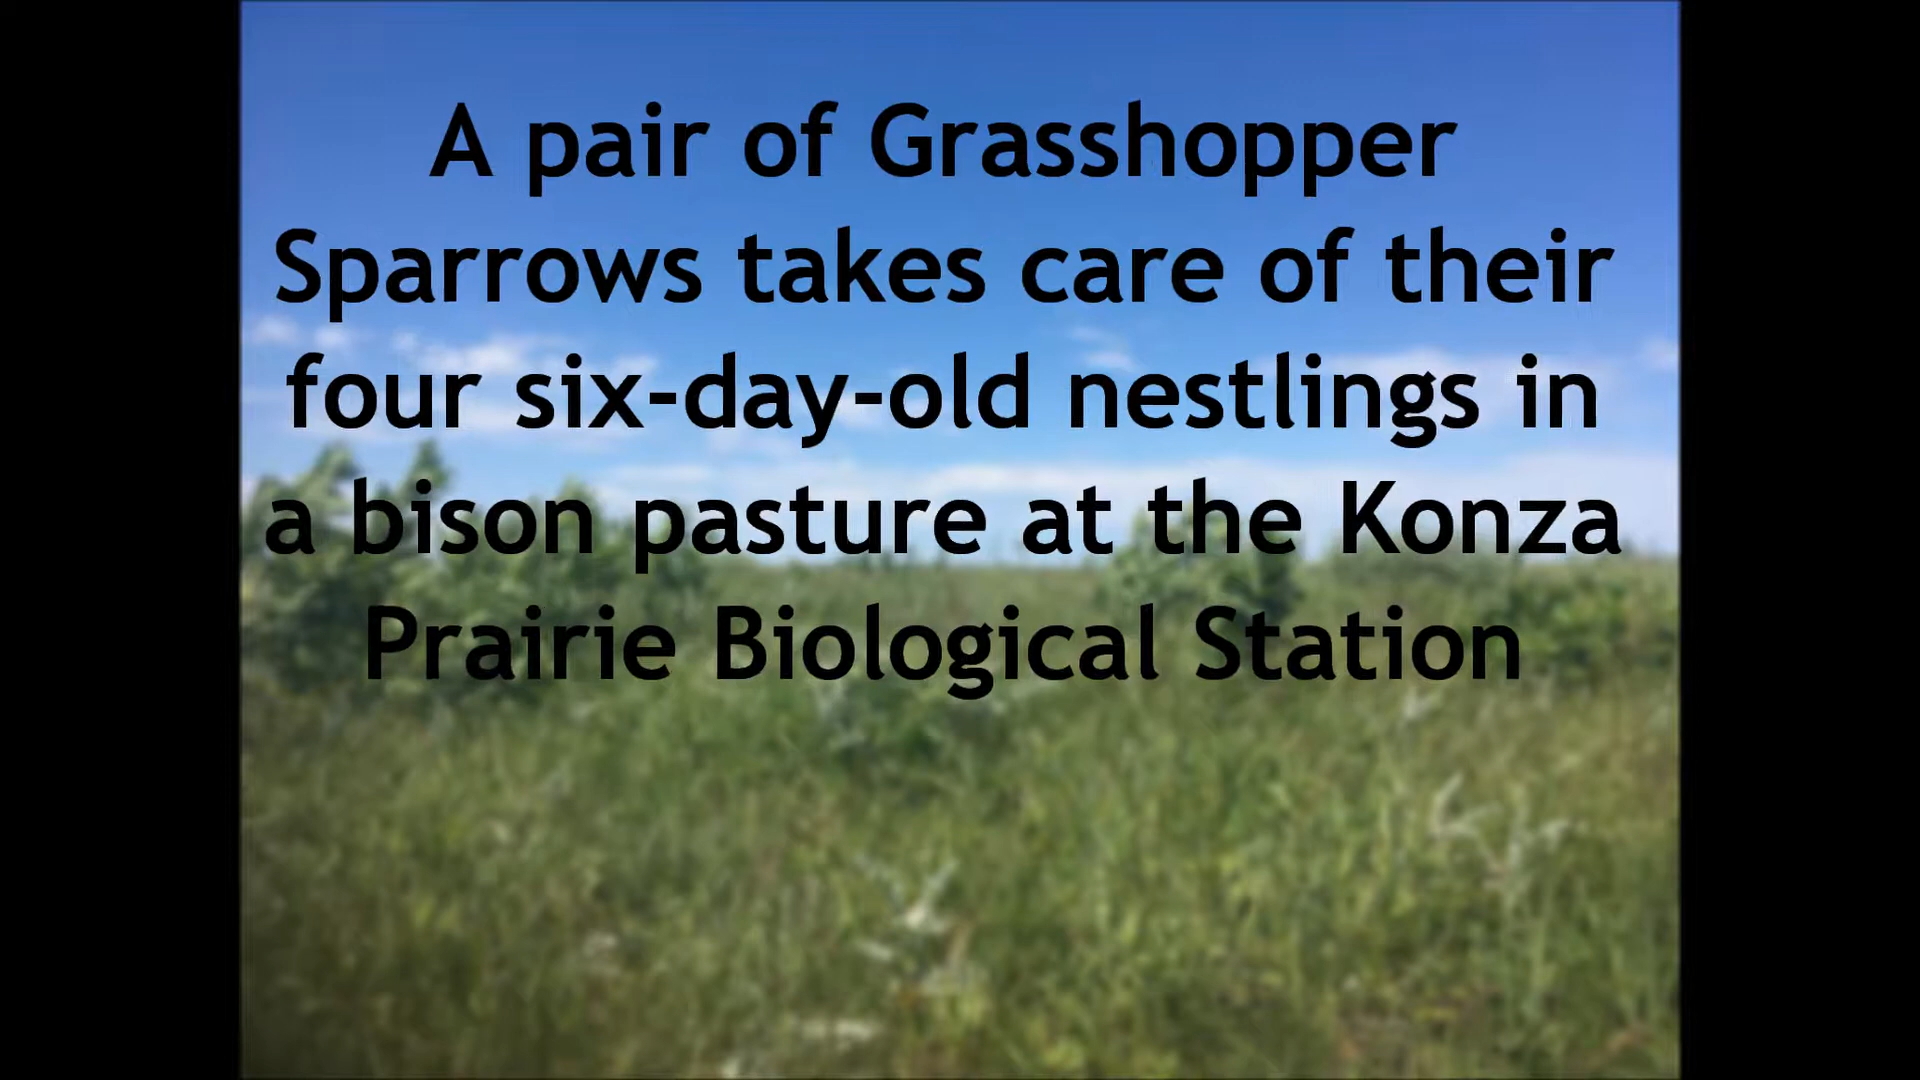 A pair of Grasshopper
Sparrows takes care of their
four six-day-old nestlings in
a bison pasture at the Konza
Prairie Biological Station